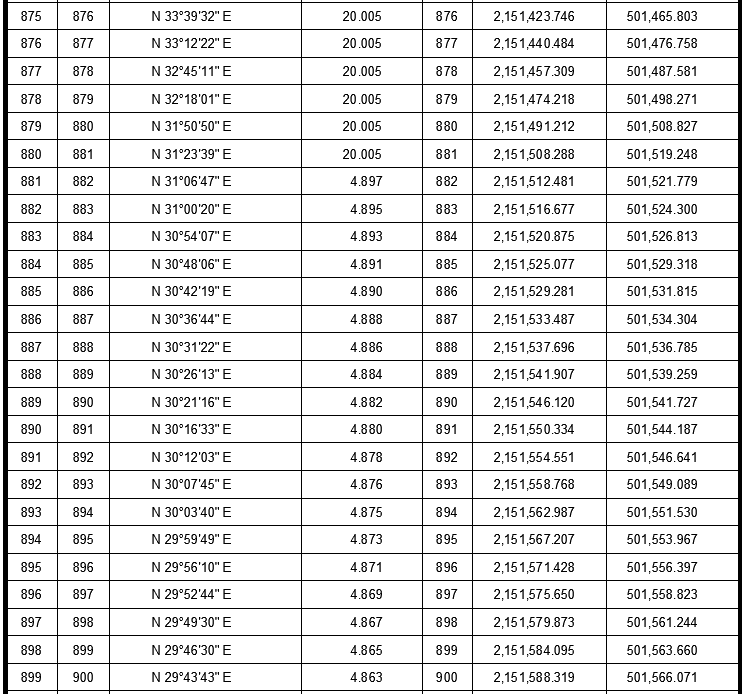 875 876 N 33°39'32" E 20.005 876 2,151,423.746 501,465.803
876 877 N 33°12'22" E 20.005 877 2,151,440.484 501,476.758
877 878 N 32°45'11" E 20.005 878 2,151,457.309 501,487.581
878 879 N 32°18'01" E 20.005 879 2,151,474.218 501,498.271
879 880 N 31°50'50" E 20.005 880 2,151,491.212 501,508.827
880 881 N 31°23'39" E 20.005 881 2,151,508.288 501,519.248
881 882 N 31°06'47" E 4.897 882 2,151,512.481 501,521.779
882 883 N 31°00'20" E 4.895 883 2,151,516.677 501,524.300
883 884 N 30°54'07" E 4.893 884 2,151,520.875 501,526.813
884 885 N 30°48'06" E 4.891 885 2,151,525.077 501,529.318
885 886 N 30°42'19" E 4.890 886 2,151,529.281 501,531.815
886 887 N 30°36'44" E 4.888 887 2,151,533.487 501,534.304
887 888 N 30°31'22" E 4.886 888 2,151,537.696 501,536.785
888 889 N 30°26'13" E 4.884 889 2,151,541.907 501,539.259
889 890 N 30°21'16" E 4.882 890 2,151,546.120 501,541.727
890 891 N 30°16'33" E 4.880 891 2,151,550.334 501,544.187
891 892 N 30°12'03" E 4.878 892 2,151,554.551 501,546.641
892 893 N 30°07'45" E 4.876 893 2,151,558.768 501,549.089
893 894 N 30°03'40" E 4.875 894 2,151,562.987 501,551.530
894 895 N 29°59'49" E 4.873 895 2,151,567.207 501,553.967
895 896 N 29°56'10" E 4.871 896 2,151,571.428 501,556.397
896 897 N 29°52'44" E 4.869 897 2,151,575.650 501,558.823
897 898 N 29°49'30" E 4.867 898 2,151,579.873 501,561.244
898 899 N 29°46'30" E 4.865 899 2,151,584.095 501,563.660
899 900 N 29°43'43" E 4.863 900 2,151,588.319 501,566.071